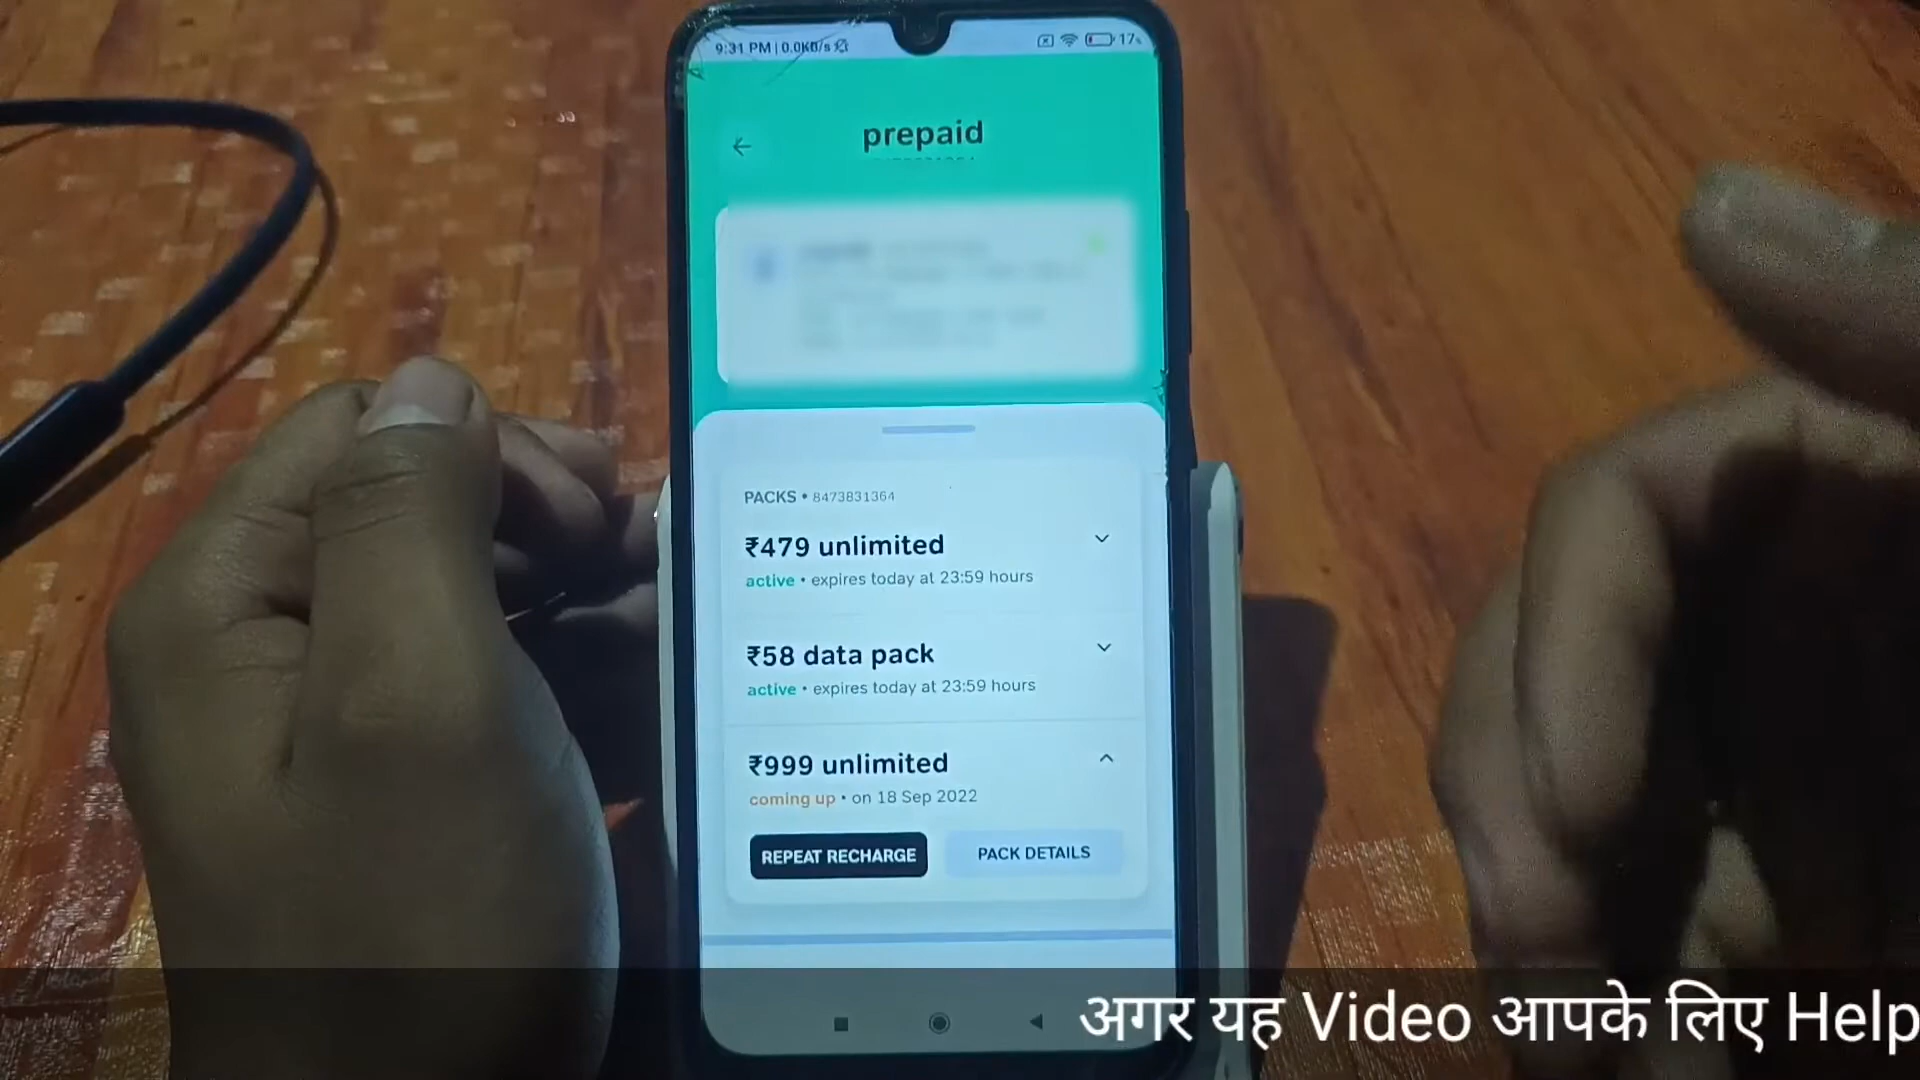 9:31 PM | 0.0KB/s
17%
prepaid
PACKS • 8473831364
₹479 unlimited
active • expires today at 23:59 hours
₹58 data pack
active • expires today at 23:59 hours
₹999 unlimited
coming up • on 18 Sep 2022
REPEAT RECHARGE
PACK DETAILS
अगर यह Video आपके लिए Help